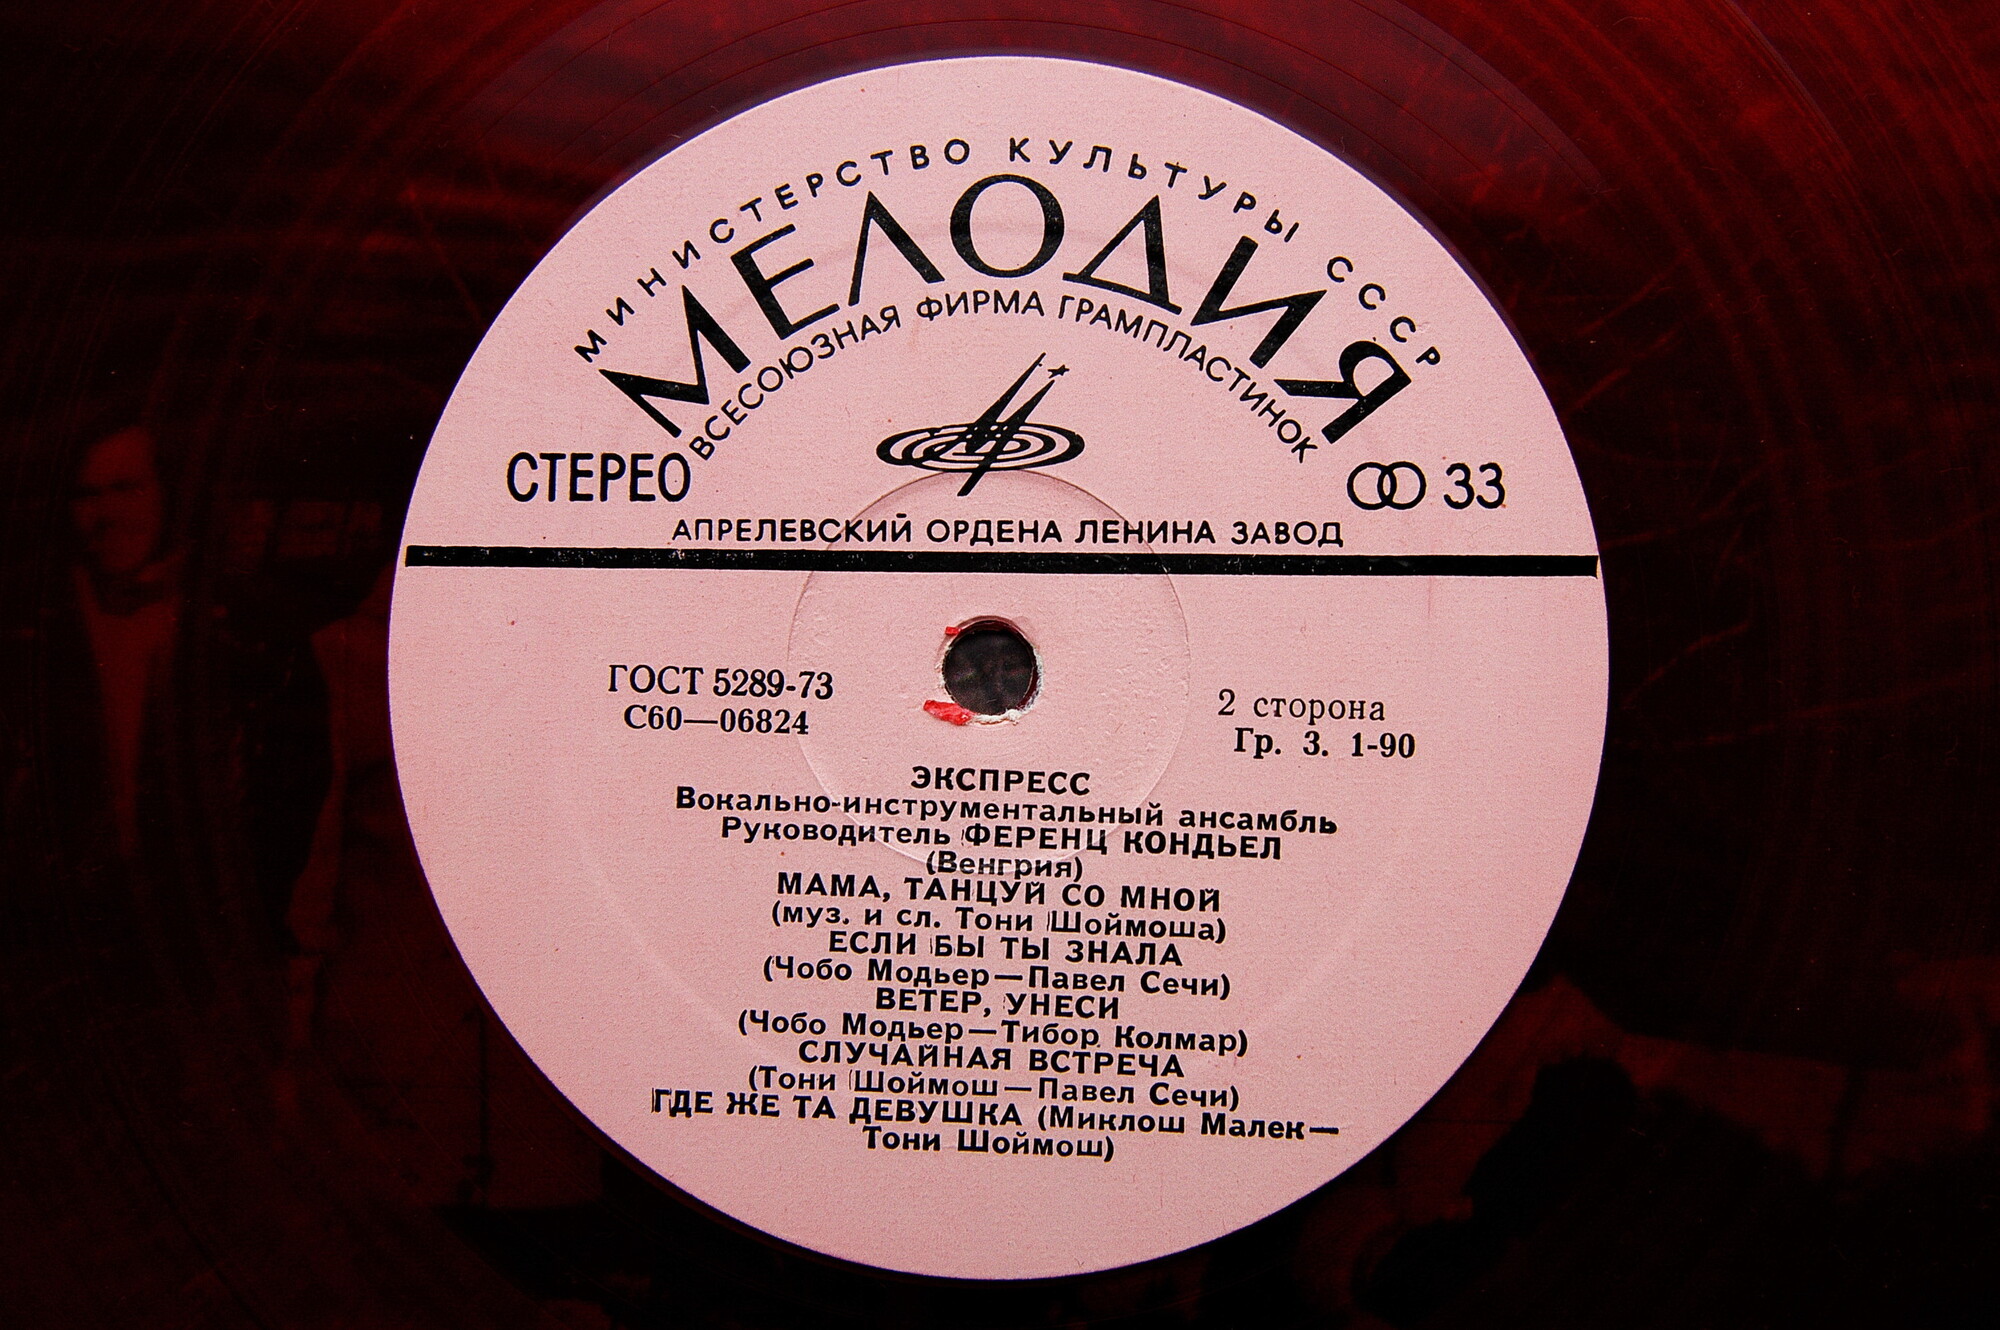 МИНИСТЕРСТВО КУЛЬТУРЫ СССР
МЕЛОДИЯ
ВСЕСОЮЗНАЯ ФИРМА ГРАМПЛАСТИНОК
СТЕРЕО
33
АПРЕЛЕВСКИЙ ОРДЕНА ЛЕНИНА ЗАВОД
ГОСТ 5289-73
С60—06824
2 сторона
Гр. 3. 1-90
ЭКСПРЕСС
Вокально-инструментальный ансамбль
Руководитель ФЕРЕНЦ КОНДЬЕЛ
(Венгрия)
МАМА, ТАНЦУЙ СО МНОЙ
(муз. и сл. Тони Шоймоша)
ЕСЛИ БЫ ТЫ ЗНАЛА
(Чобо Модьер—Павел Сечи)
ВЕТЕР, УНЕСИ
(Чобо Модьер—Тибор Колмар)
СЛУЧАЙНАЯ ВСТРЕЧА
(Тони Шоймош—Павел Сечи)
ГДЕ ЖЕ ТА ДЕВУШКА (Миклош Малек—
Тони Шоймош)